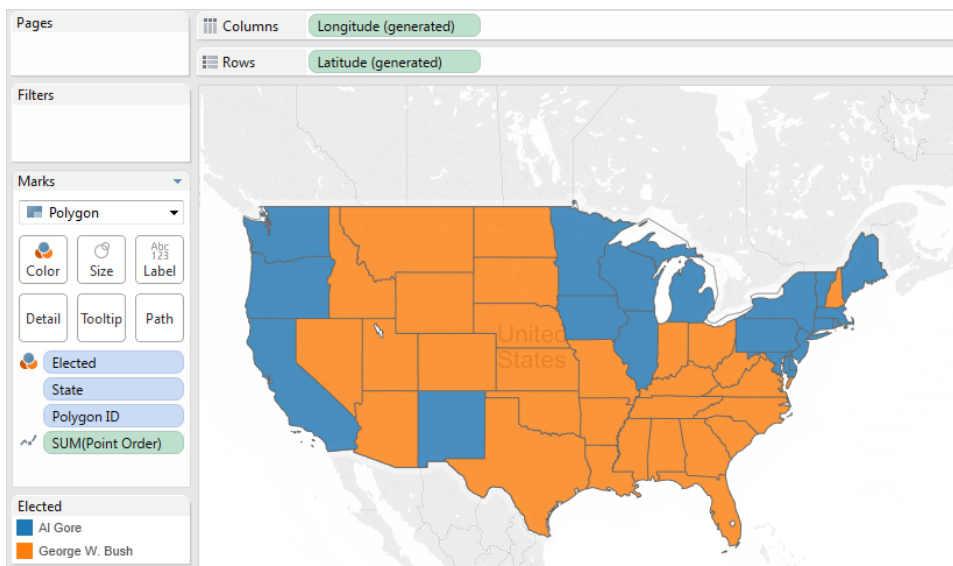 Pages
Columns Longitude (generated)
Rows Latitude (generated)
Filters
Marks
Polygon
Color Size Abc 123 Label
Detail Tooltip Path
Elected
State
Polygon ID
SUM(Point Order)
Elected
Al Gore
George W. Bush
United
States